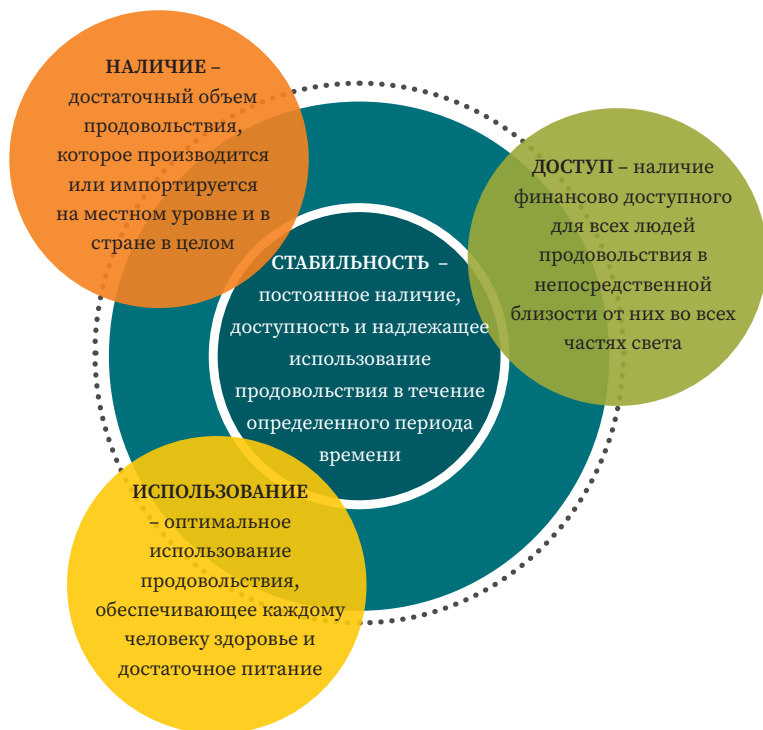 НАЛИЧИЕ –
достаточный объем
продовольствия,
которое производится
или импортируется
на местном уровне и в
стране в целом
ДОСТУП – наличие
финансово доступного
для всех людей
продовольствия в
непосредственной
близости от них во всех
частях света
СТАБИЛЬНОСТЬ –
постоянное наличие,
доступность и надлежащее
использование
продовольствия в течение
определенного периода
времени
ИСПОЛЬЗОВАНИЕ
– оптимальное
использование
продовольствия,
обеспечивающее каждому
человеку здоровье и
достаточное питание